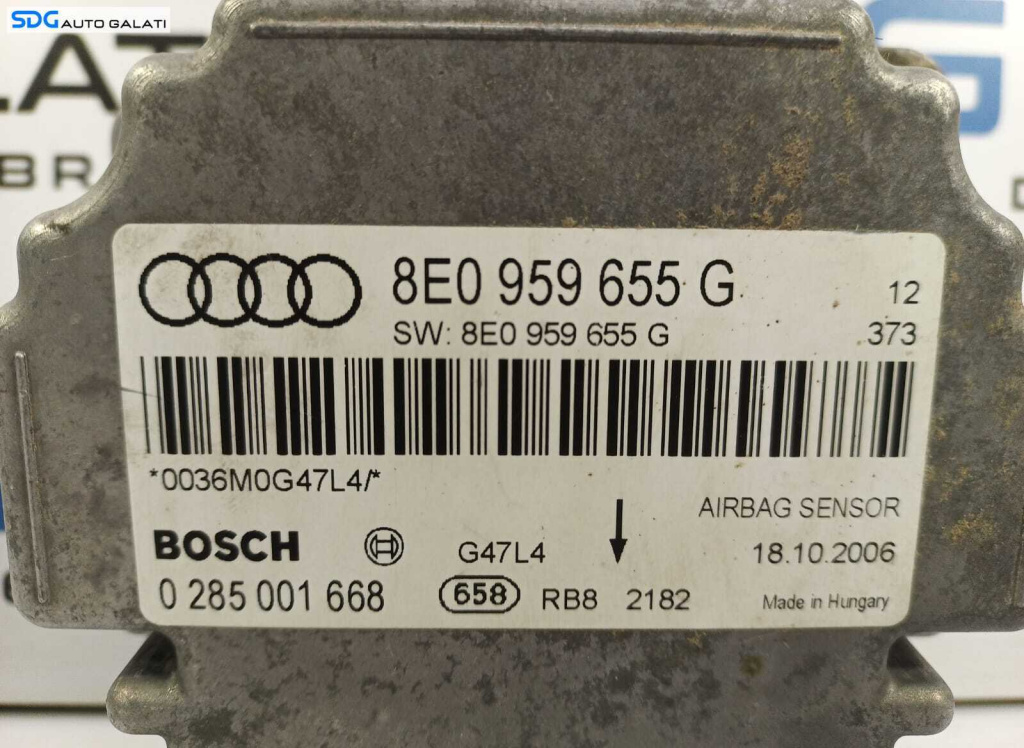 SDG AUTO GALATI
8E0 959 655 G 12
SW: 8E0 959 655 G 373
*0036M0G47L4/*
AIRBAG SENSOR
BOSCH G47L4 18.10.2006
0 285 001 668 658 RB8 2182 Made in Hungary